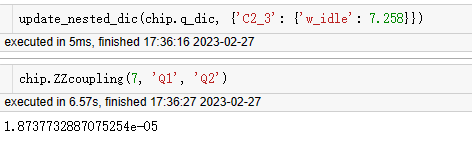 update_nested_dic(chip.q_dic, {'C2_3': {'w_idle': 7.258}})
executed in 5ms, finished 17:36:16 2023-02-27
chip.ZZcoupling(7, 'Q1', 'Q2')
executed in 6.57s, finished 17:36:27 2023-02-27
1.8737732887075254e-05